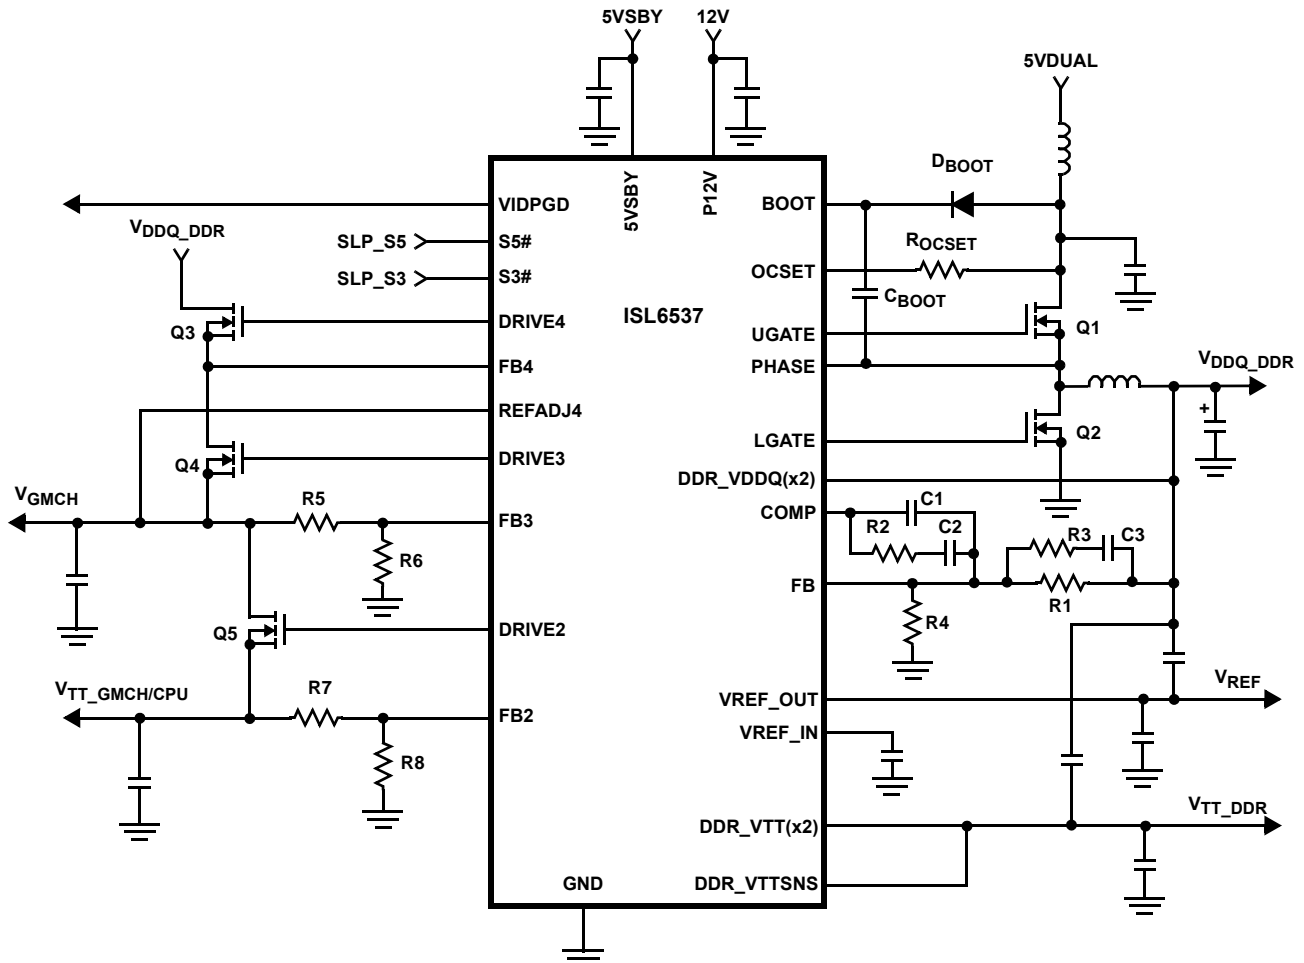 5VSBY 12V
5VDUAL
5VSBY
P12V
DBOOT
VIDPGD
BOOT
VDDQ_DDR
SLP_S5
S5#
ROCSET
SLP_S3
S3#
OCSET
CBOOT
ISL6537
Q3
DRIVE4
UGATE
Q1
FB4
PHASE
VDDQ_DDR
REFADJ4
+
Q4
DRIVE3
LGATE
Q2
DDR_VDDQ(x2)
VGMCH
R5
FB3
COMP
C1
R2
C2
R3
C3
R6
FB
R1
Q5
DRIVE2
R4
VTT_GMCH/CPU
R7
FB2
VREF_OUT
VREF
VREF_IN
R8
DDR_VTT(x2)
VTT_DDR
GND
DDR_VTTSNS